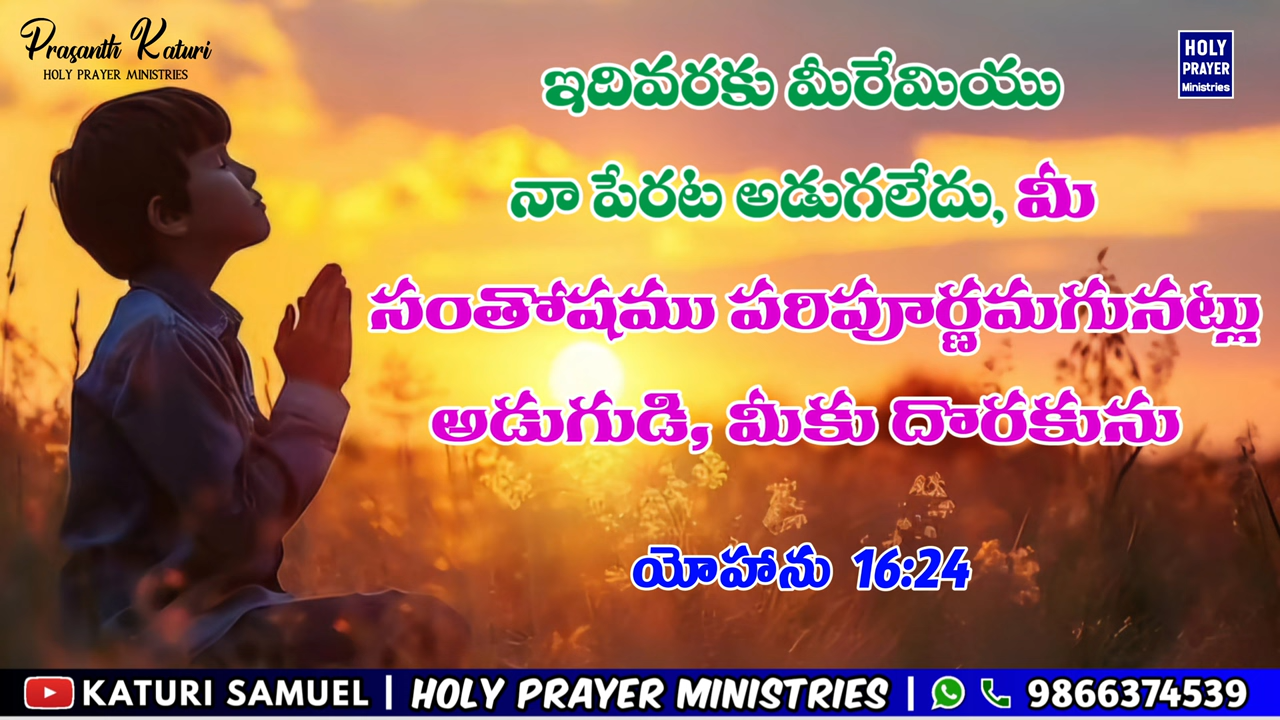 Prasanth Katuri
HOLY PRAYER MINISTRIES
HOLY
PRAYER
Ministries
ఇదివరకు మీరేమియు
నా పేరట అడుగలేదు, మీ
సంతోషము పరిపూర్ణమగునట్లు
అడుగుడి, మీకు దొరకును
యోహాను 16:24
KATURI SAMUEL | HOLY PRAYER MINISTRIES | 9866374539